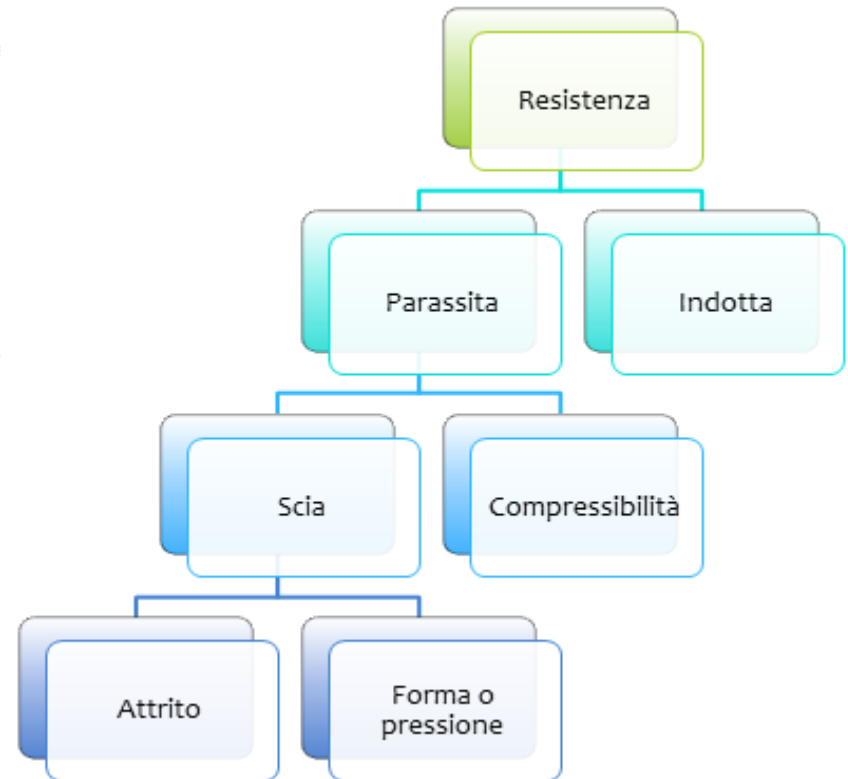 Resistenza
Parassita
Indotta
Scia
Compressibilità
Attrito
Forma o
pressione